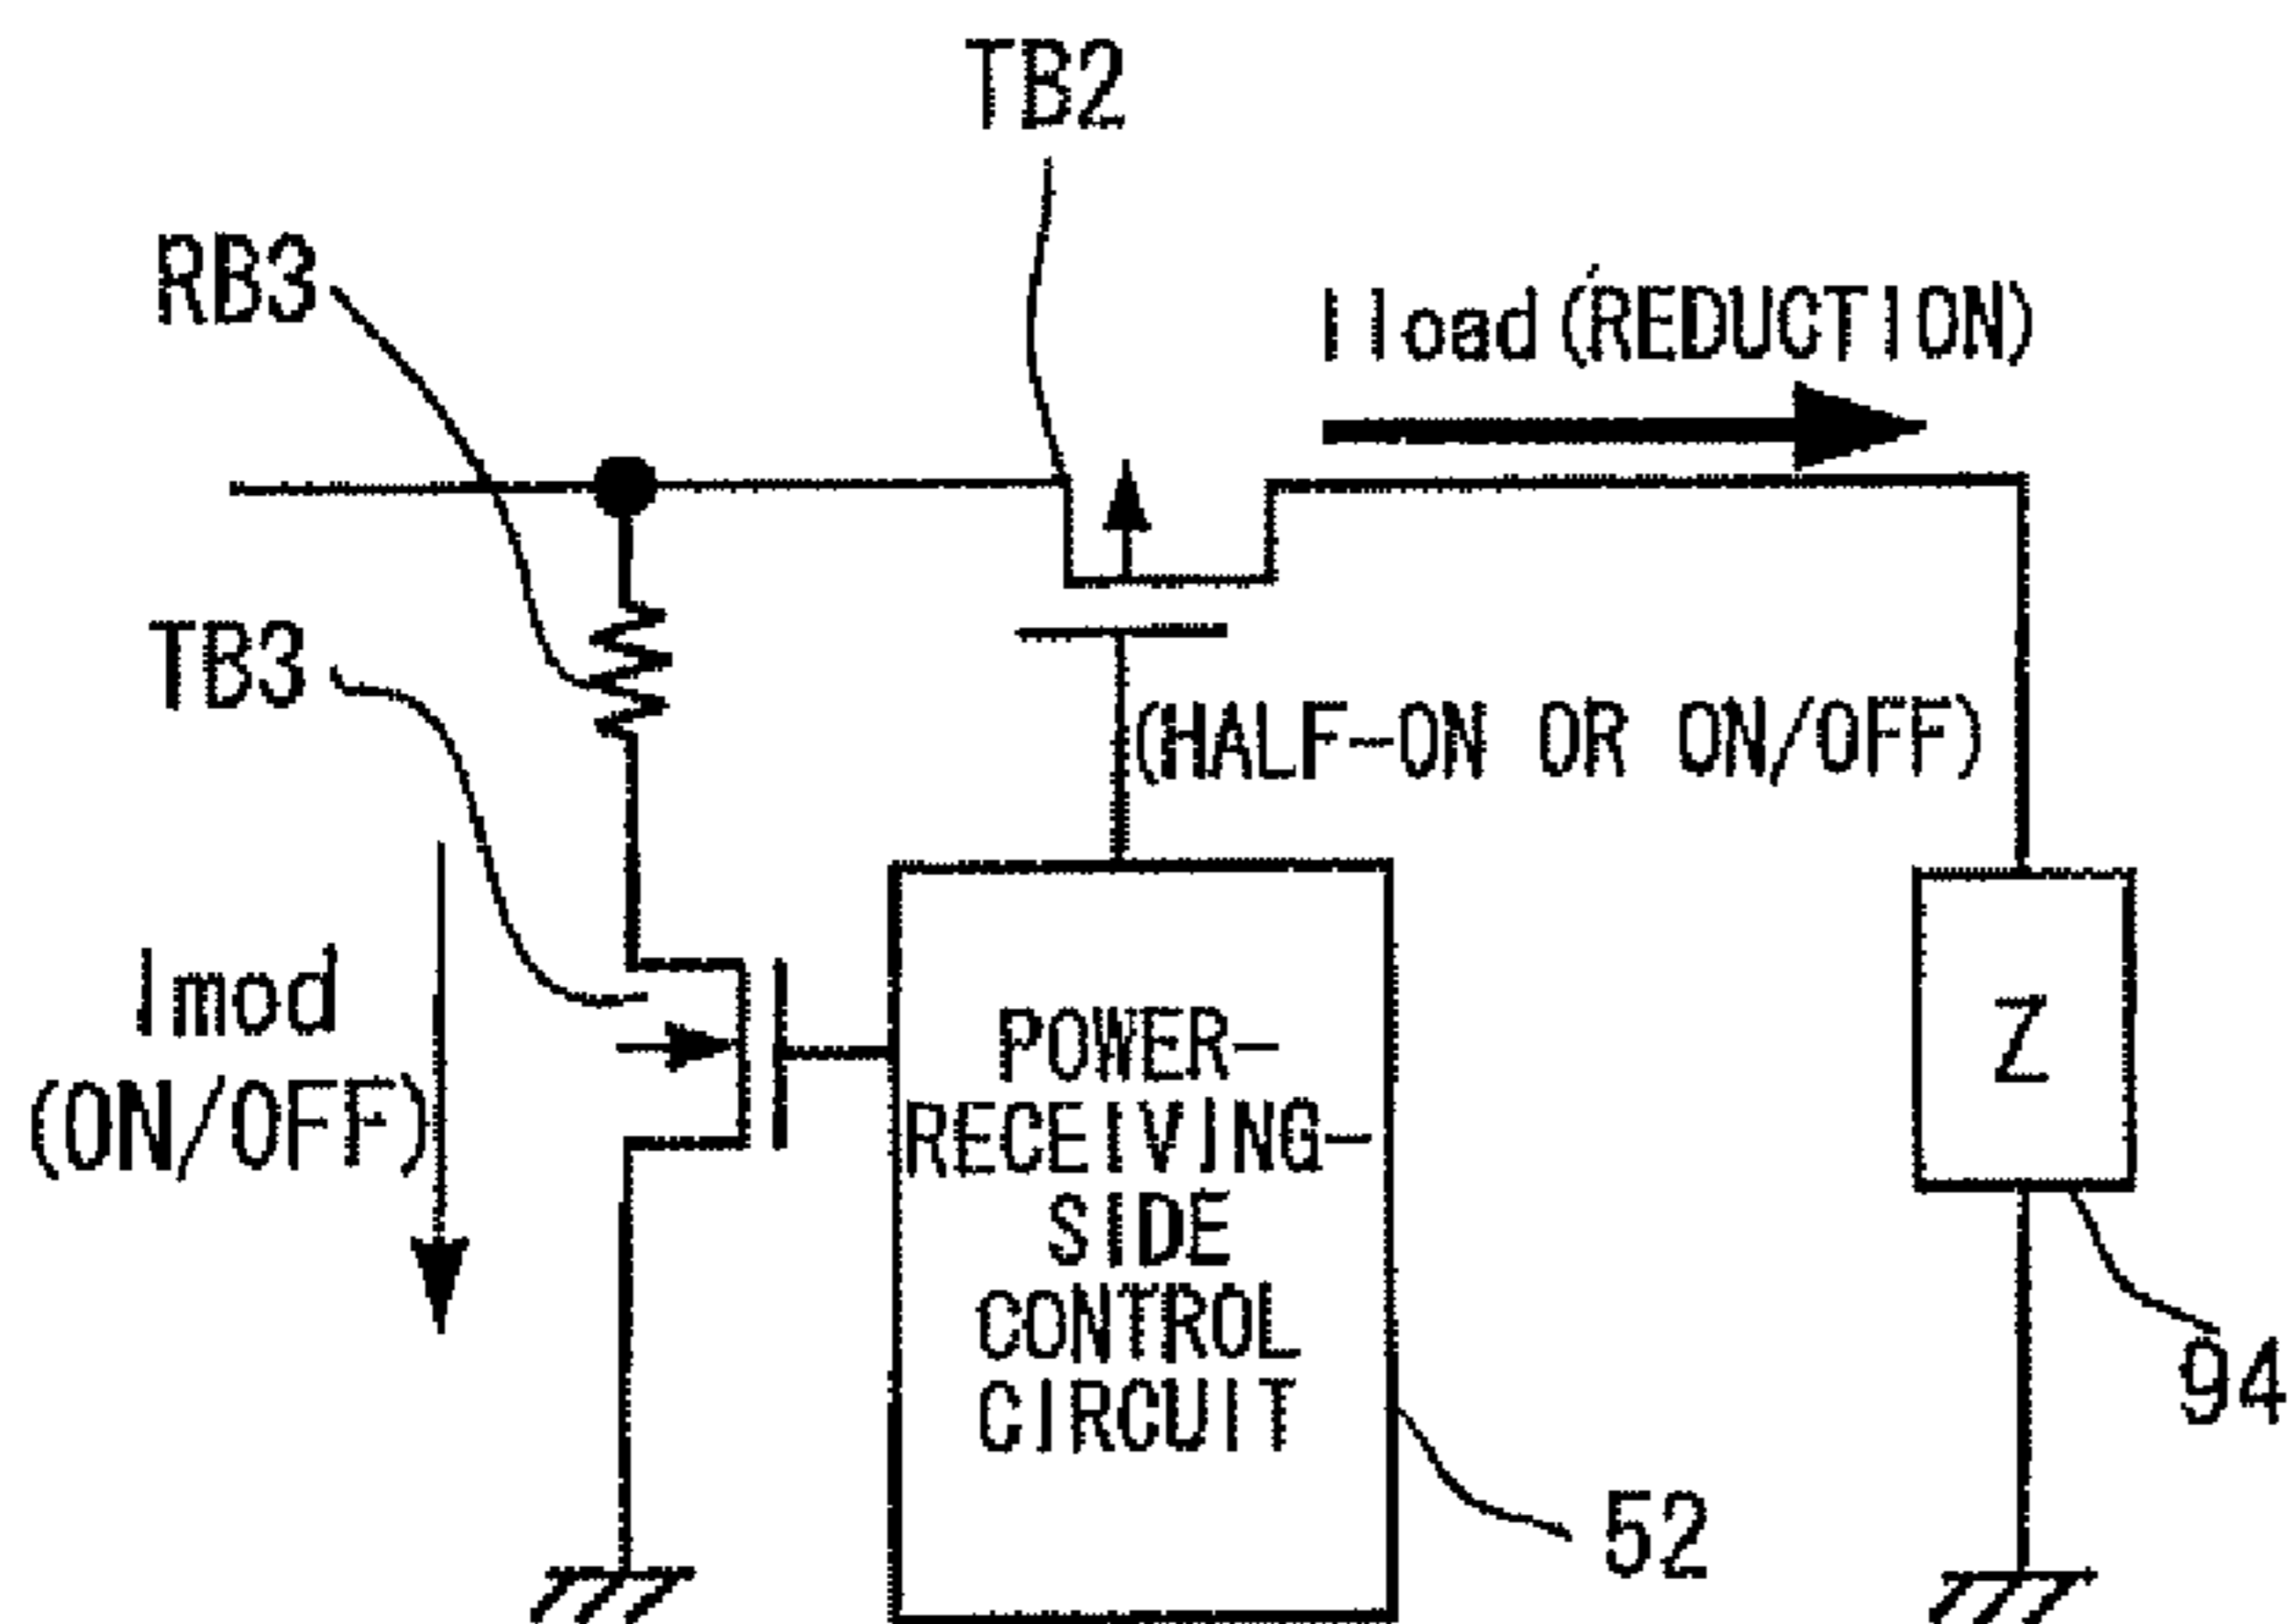 TB2
RB3
Iload(REDUCTION)
TB3
(HALF-ON OR ON/OFF)
Imod
(ON/OFF)
POWER-
RECEIVING-
SIDE
CONTROL
CIRCUIT
Z
94
52